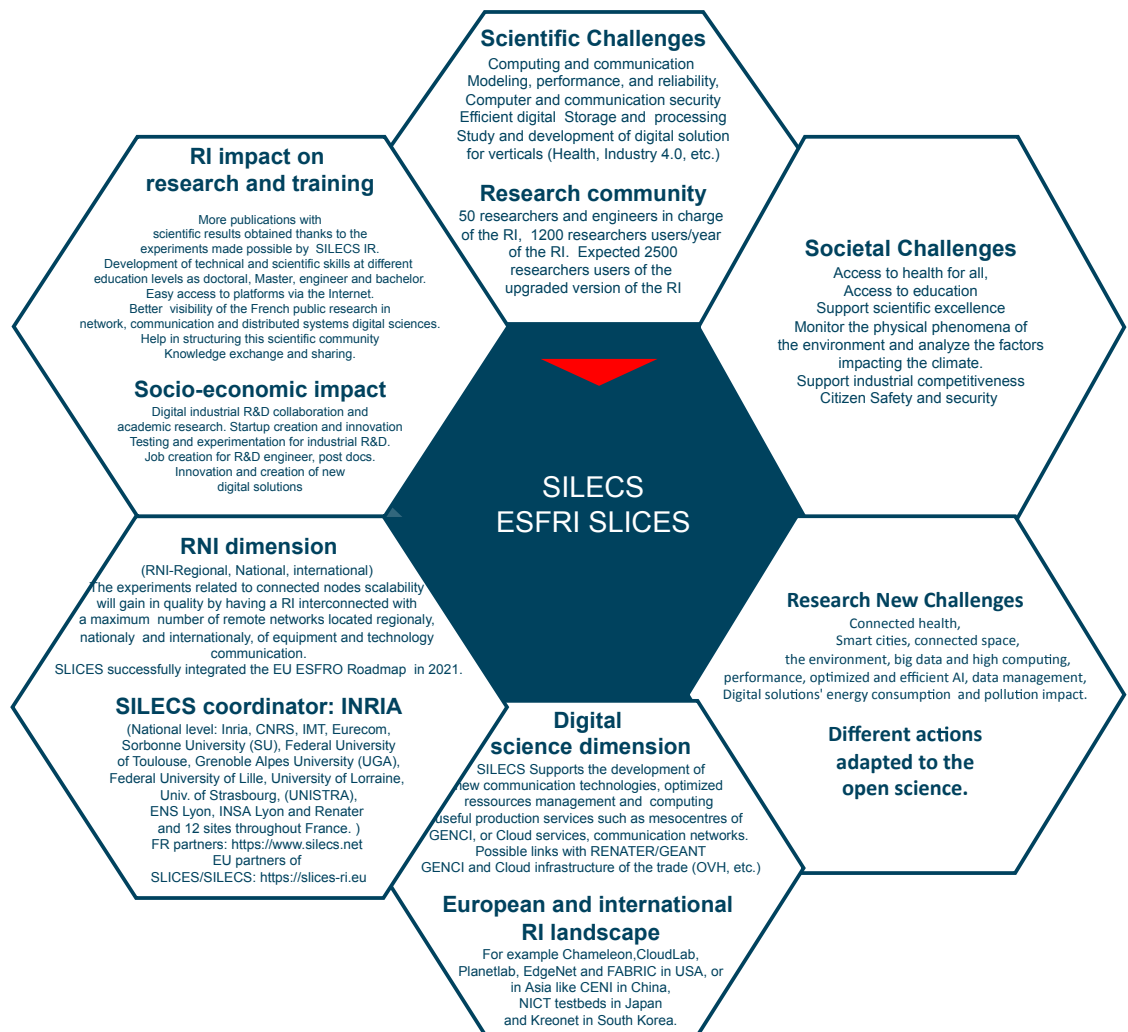 Scientific Challenges
Computing and communication
Modeling, performance, and reliability,
Computer and communication security
Efficient digital Storage and processing
Study and development of digital solution
for verticals (Health, Industry 4.0, etc.)
Research community
50 researchers and engineers in charge
of the RI, 1200 researchers users/year
of the RI. Expected 2500
researchers users of the
upgraded version of the RI
RI impact on
research and training
More publications with
scientific results obtained thanks to the
experiments made possible by SILECS IR.
Development of technical and scientific skills at different
education levels as doctoral, Master, engineer and bachelor.
Easy access to platforms via the Internet.
Better visibility of the French public research in
network, communication and distributed systems digital sciences.
Help in structuring this scientific community
Knowledge exchange and sharing.
Socio-economic impact
Digital industrial R&D collaboration and
academic research. Startup creation and innovation
Testing and experimentation for industrial R&D.
Job creation for R&D engineer, post docs.
Innovation and creation of new
digital solutions
Societal Challenges
Access to health for all,
Access to education
Support scientific excellence
Monitor the physical phenomena of
the environment and analyze the factors
impacting the climate.
Support industrial competitiveness
Citizen Safety and security
SILECS
ESFRI SLICES
RNI dimension
(RNI-Regional, National, international)
The experiments related to connected nodes scalability
will gain in quality by having a RI interconnected with
a maximum number of remote networks located regionaly,
nationaly and internationaly, of equipment and technology
communication.
SLICES successfully integrated the EU ESFRO Roadmap in 2021.
SILECS coordinator: INRIA
(National level: Inria, CNRS, IMT, Eurecom,
Sorbonne University (SU), Federal University
of Toulouse, Grenoble Alpes University (UGA),
Federal University of Lille, University of Lorraine,
Univ. of Strasbourg, (UNISTRA),
ENS Lyon, INSA Lyon and Renater
and 12 sites throughout France. )
FR partners: https://www.silecs.net
EU partners of
SLICES/SILECS: https://slices-ri.eu
Research New Challenges
Connected health,
Smart cities, connected space,
the environment, big data and high computing,
performance, optimized and efficient AI, data management,
Digital solutions' energy consumption and pollution impact.
Different actions
adapted to the
open science.
Digital
science dimension
SILECS Supports the development of
new communication technologies, optimized
ressources management and computing
useful production services such as mesocentres of
GENCI, or Cloud services, communication networks.
Possible links with RENATER/GEANT
GENCI and Cloud infrastructure of the trade (OVH, etc.)
European and international
RI landscape
For example Chameleon,CloudLab,
Planetlab, EdgeNet and FABRIC in USA, or
in Asia like CENI in China,
NICT testbeds in Japan
and Kreonet in South Korea.